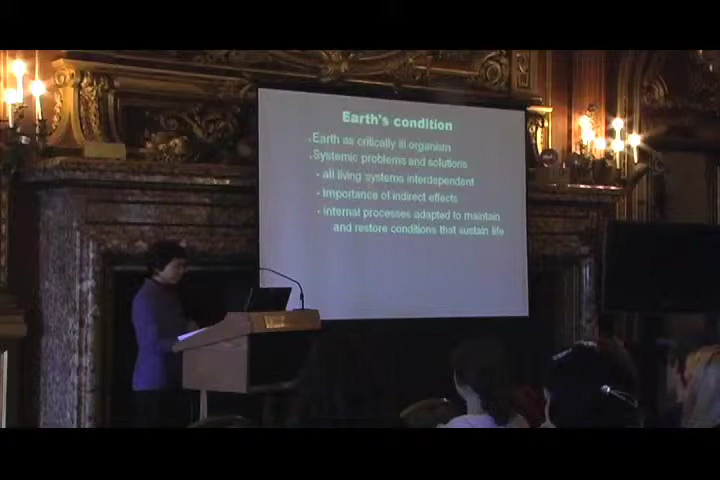 Earth's condition
.Earth as critically ill organism
.Systemic problems and solutions
- all living systems interdependent
- importance of indirect effects
- internal processes adapted to maintain
and restore conditions that sustain life